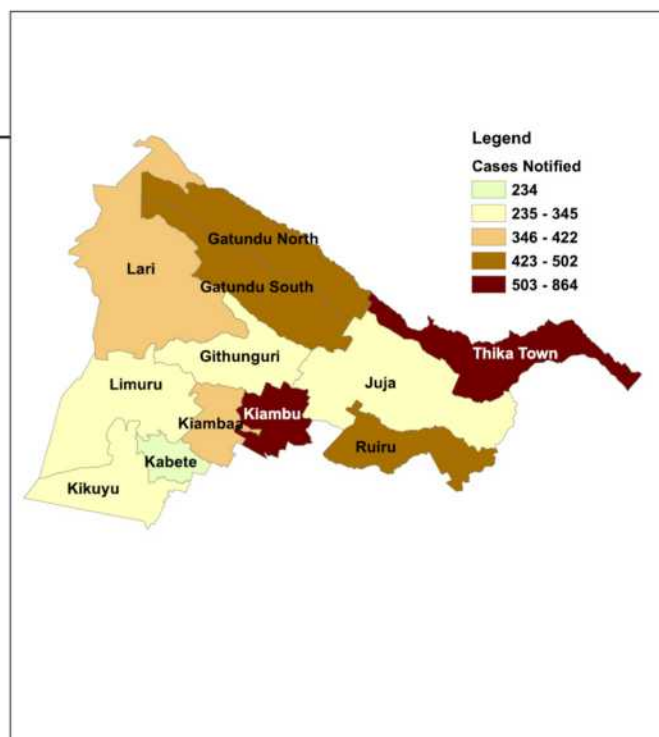 Legend
Cases Notified
234
235 - 345
346 - 422
423 - 502
503 - 864
Gatundu North
Lari
Gatundu South
Thika Town
Githunguri
Limuru
Juja
Kiambaa
Kiambu
Ruiru
Kabete
Kikuyu